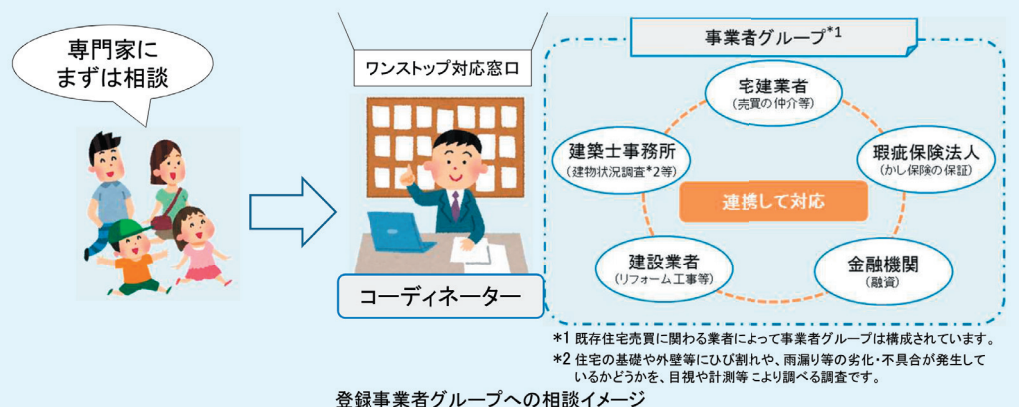 専門家に
まずは相談
ワンストップ対応窓口
コーディネーター
事業者グループ*1
宅建業者
(売買の仲介等)
建築士事務所
(建物状況調査*2等)
瑕疵保険法人
(かし保険の保証)
連携して対応
建設業者
(リフォーム工事等)
金融機関
(融資)
*1 既存住宅売買に関わる業者によって事業者グループは構成されています。
*2 住宅の基礎や外壁等にひび割れや、雨漏り等の劣化・不具合が発生して
いるかどうかを、目視や計測等により調べる調査です。
登録事業者グループへの相談イメージ